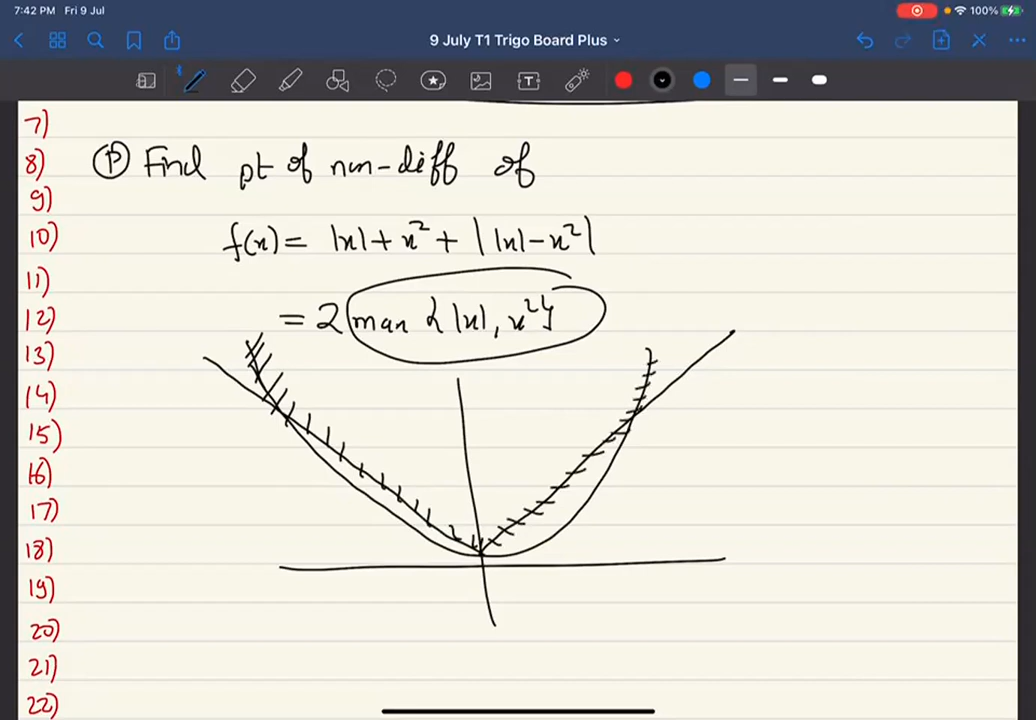 7:42 PM Fri 9 Jul
100%
9 July T1 Trigo Board Plus
7)
8) (P) Find pt of non-diff of
9)
10) f(x) = |x| + x² + ||x| - x²|
11)
12) = 2(max {|x|, x²}
13)
14)
15)
16)
17)
18)
19)
20)
21)
22)